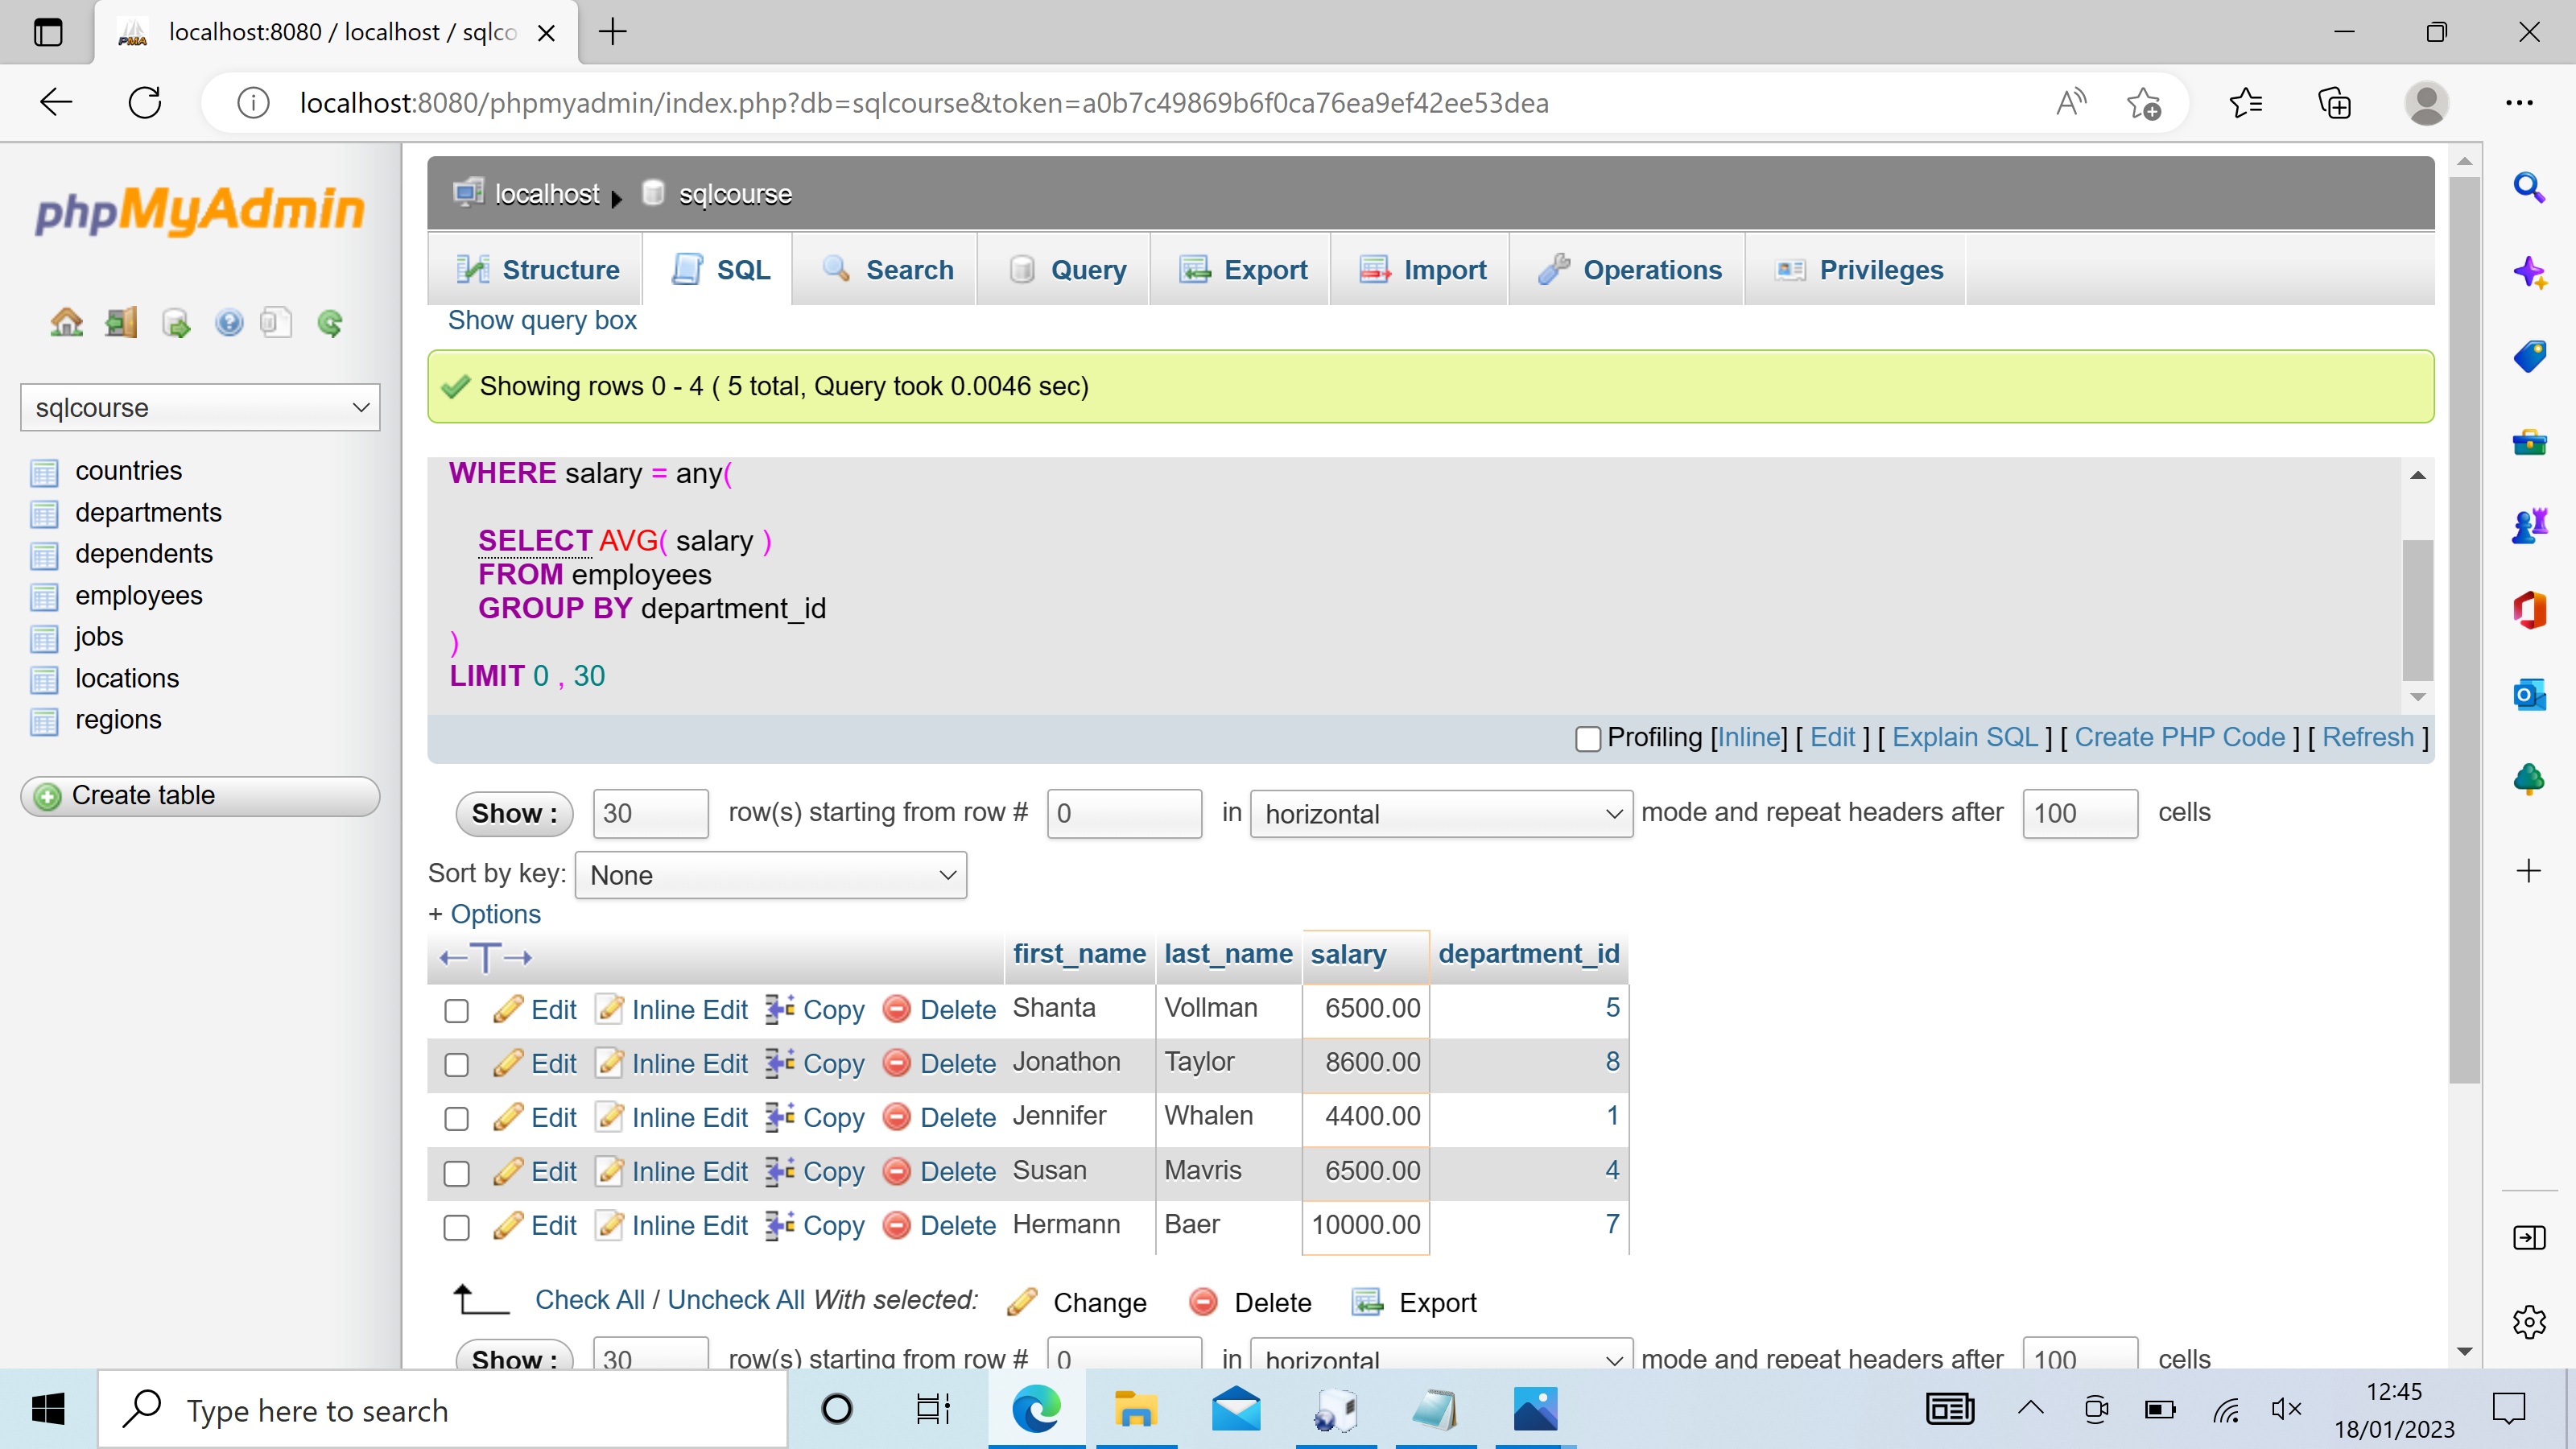 localhost:8080 / localhost / sqlco
localhost:8080/phpmyadmin/index.php?db=sqlcourse&token=a0b7c49869b6f0ca76ea9ef42ee53dea
phpMyAdmin
sqlcourse
countries
departments
dependents
employees
jobs
locations
regions
Create table
localhost sqlcourse
Structure SQL Search Query Export Import Operations Privileges
Show query box
Showing rows 0 - 4 ( 5 total, Query took 0.0046 sec)
WHERE salary = any(
SELECT AVG( salary )
FROM employees
GROUP BY department_id
)
LIMIT 0 , 30
Profiling [Inline] [ Edit ] [ Explain SQL ] [ Create PHP Code ] [ Refresh ]
Show : 30 row(s) starting from row # 0 in horizontal mode and repeat headers after 100 cells
Sort by key: None
+ Options
←T→ first_name last_name salary department_id
Edit Inline Edit Copy Delete Shanta Vollman 6500.00 5
Edit Inline Edit Copy Delete Jonathon Taylor 8600.00 8
Edit Inline Edit Copy Delete Jennifer Whalen 4400.00 1
Edit Inline Edit Copy Delete Susan Mavris 6500.00 4
Edit Inline Edit Copy Delete Hermann Baer 10000.00 7
Check All / Uncheck All With selected: Change Delete Export
Show : 30 row(s) starting from row # 0 in horizontal mode and repeat headers after 100 cells
Type here to search
12:45
18/01/2023